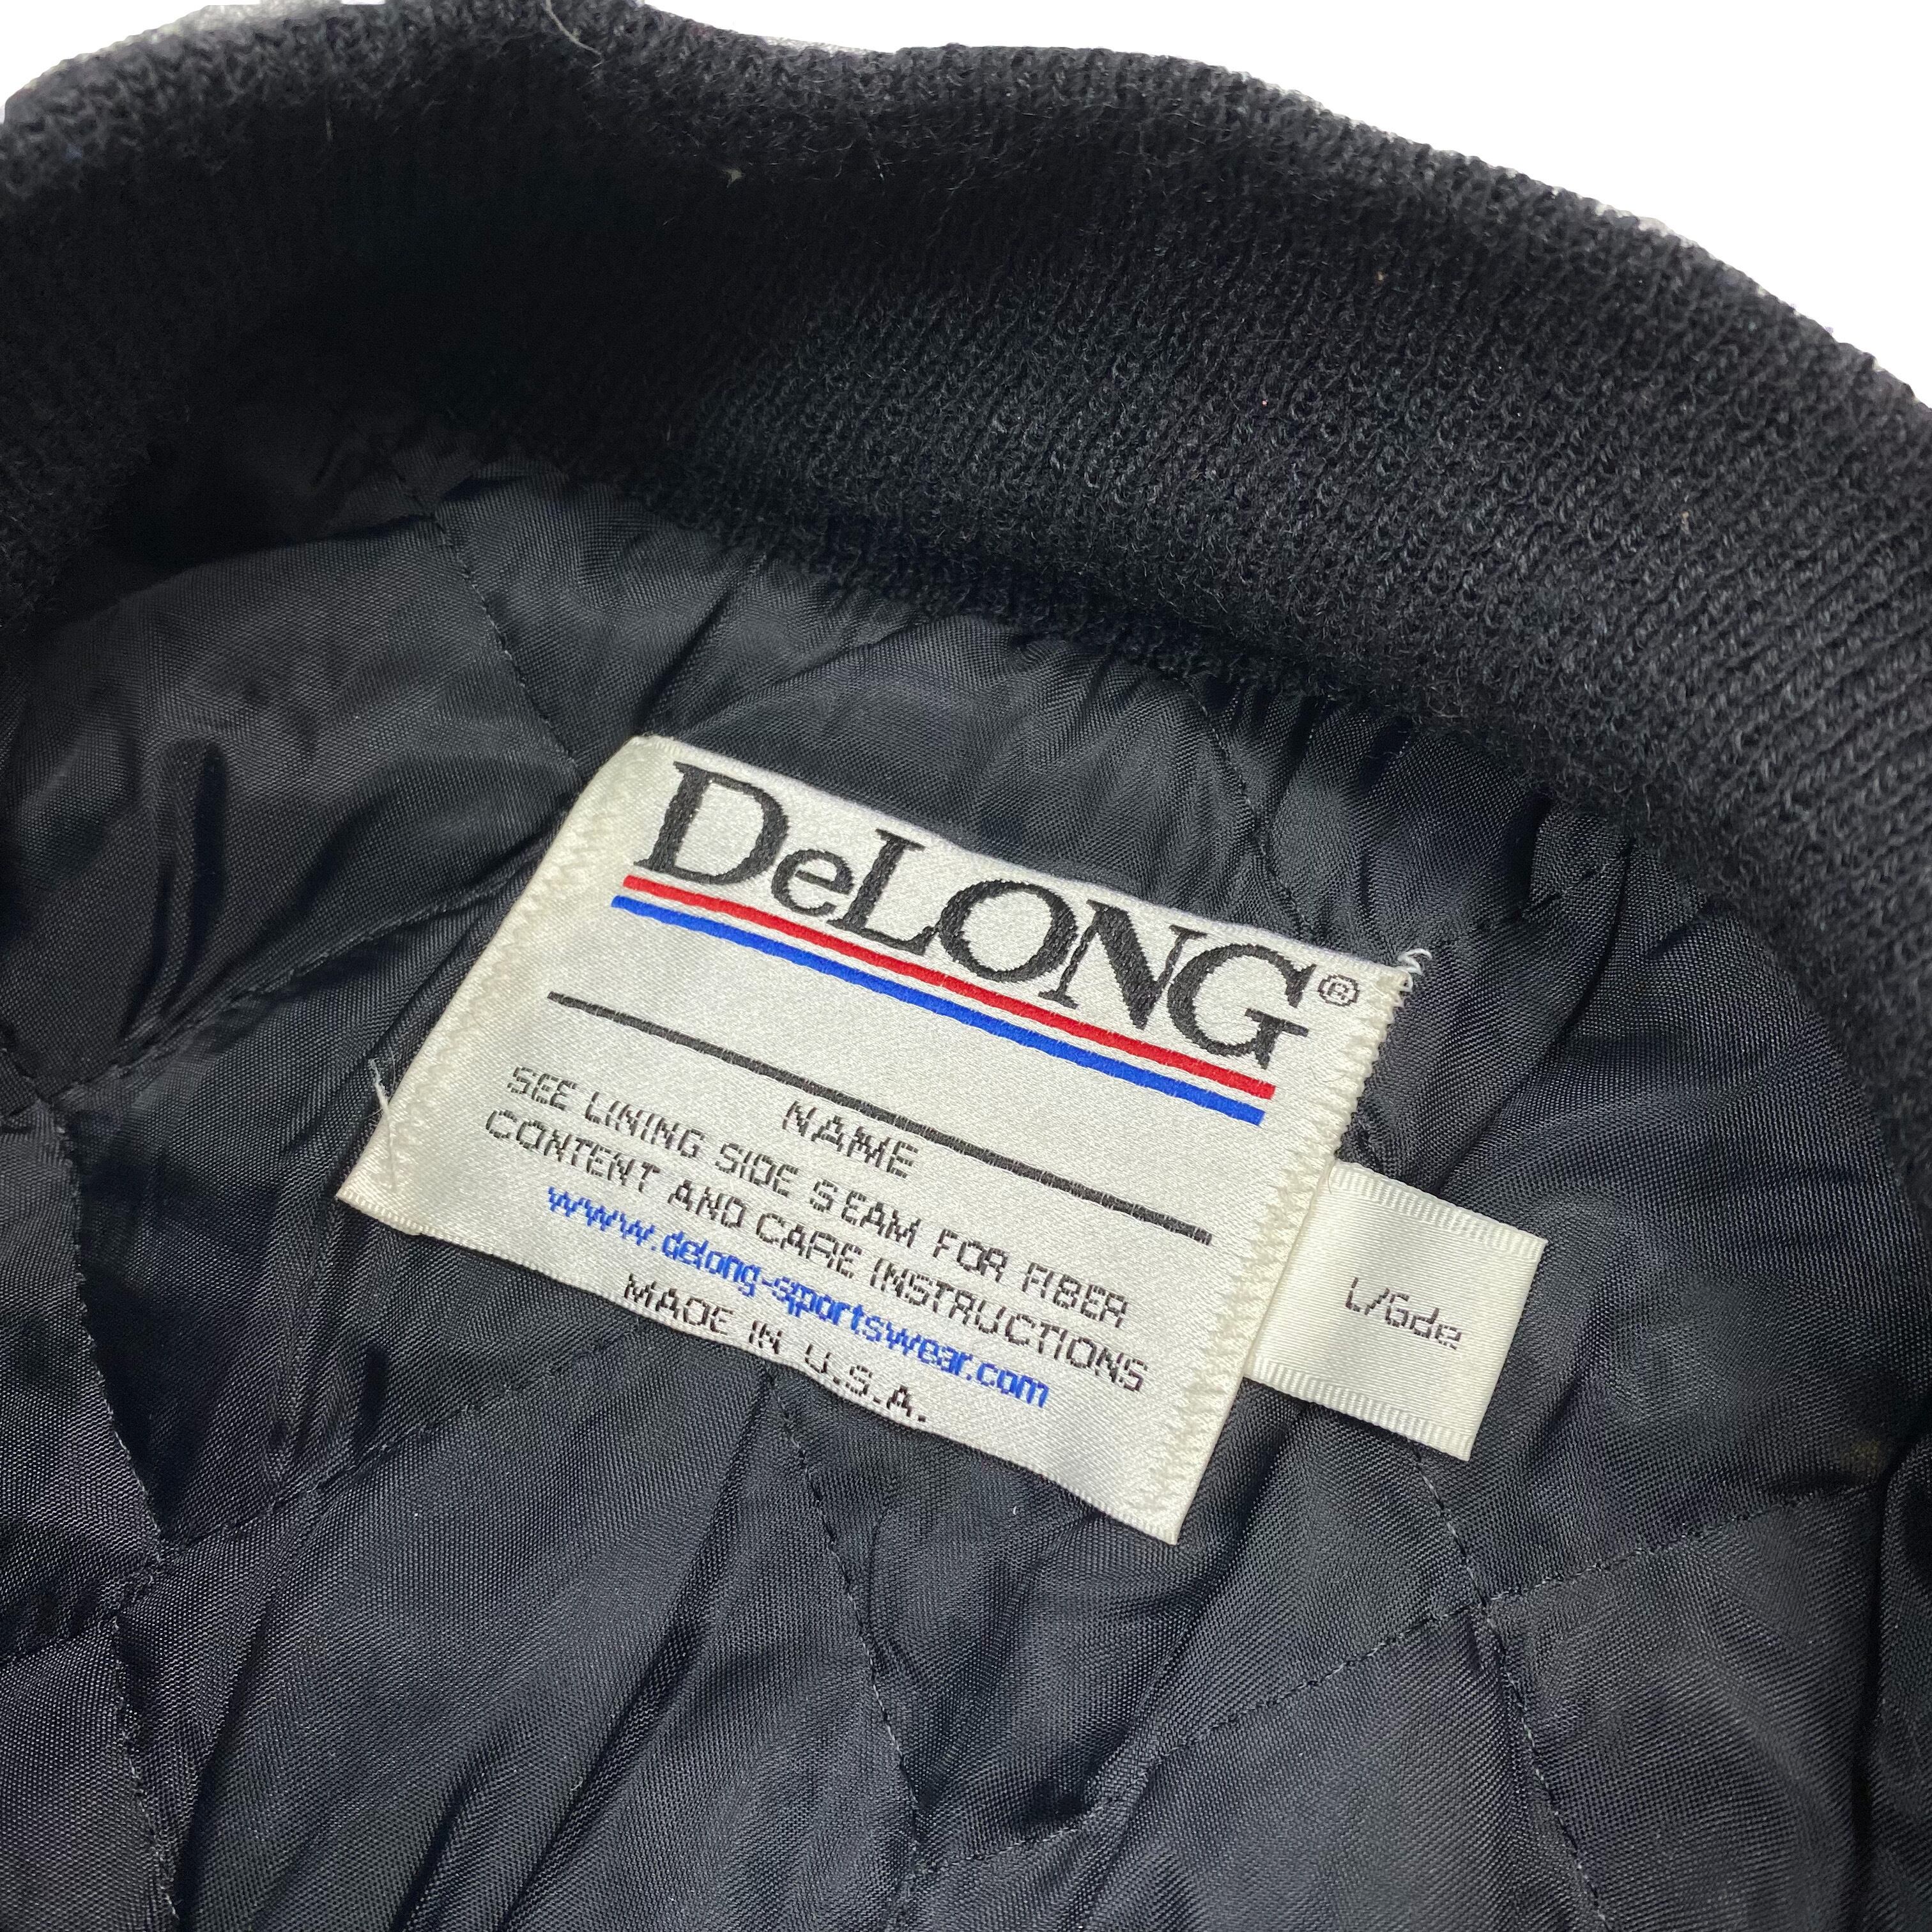 DeLONG®
NAME
SEE LINING SIDE SEAM FOR FIBER
CONTENT AND CARE INSTRUCTIONS
www.delong-sportswear.com
MADE IN U.S.A.
L/Gde